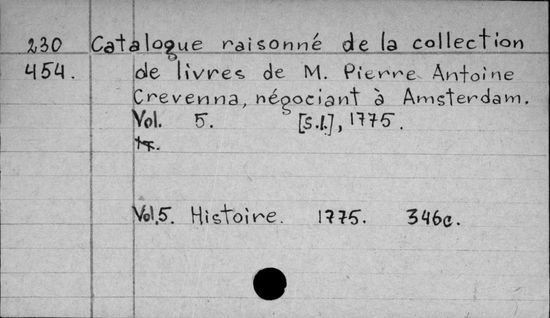 230 Catalogue raisonné de la collection
454. de livres de M. Pierre Antoine
Crevenna, négociant à Amsterdam.
Vol. 5. [s.l.], 1775.
Vol.5. Histoire. 1775. 346c.